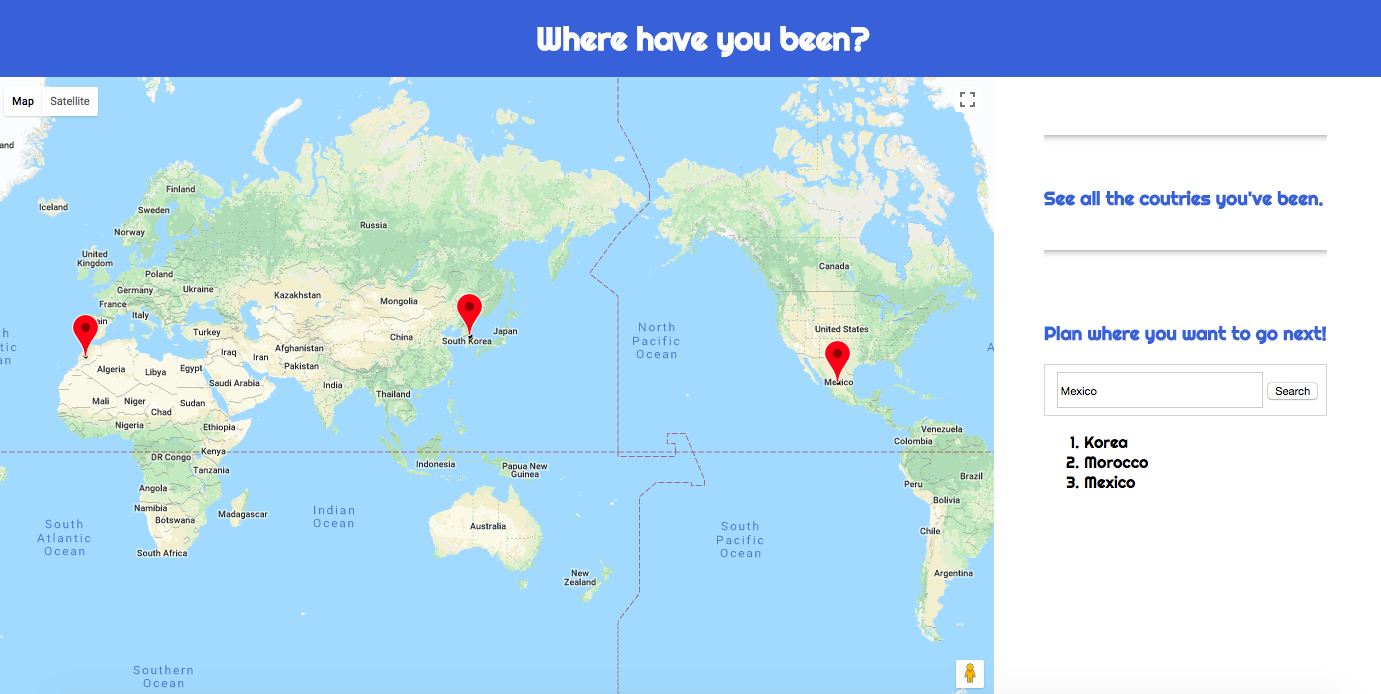 Where have you been?
Map Satellite
Finland
Iceland
Sweden
Russia
Norway
United
Kingdom
Canada
Poland
Germany
Ukraine
Kazakhstan
Mongolia
France
Italy
North
Pacific
Ocean
United States
Turkey
China
South Korea
Japan
Iraq
Iran
Afghanistan
Algeria
Libya
Egypt
Pakistan
Saudi Arabia
India
Mexico
Thailand
Mali
Niger
Sudan
Chad
Nigeria
Ethiopia
Venezuela
Colombia
Kenya
DR Congo
Tanzania
Indonesia
Papua New
Guinea
Brazil
Peru
Angola
Bolivia
Namibia
Madagascar
Botswana
Indian
Ocean
South
Atlantic
Ocean
Australia
South
Pacific
Ocean
Chile
South Africa
New
Zealand
Argentina
Southern
Ocean
See all the coutries you've been.
Plan where you want to go next!
Mexico Search
1. Korea
2. Morocco
3. Mexico